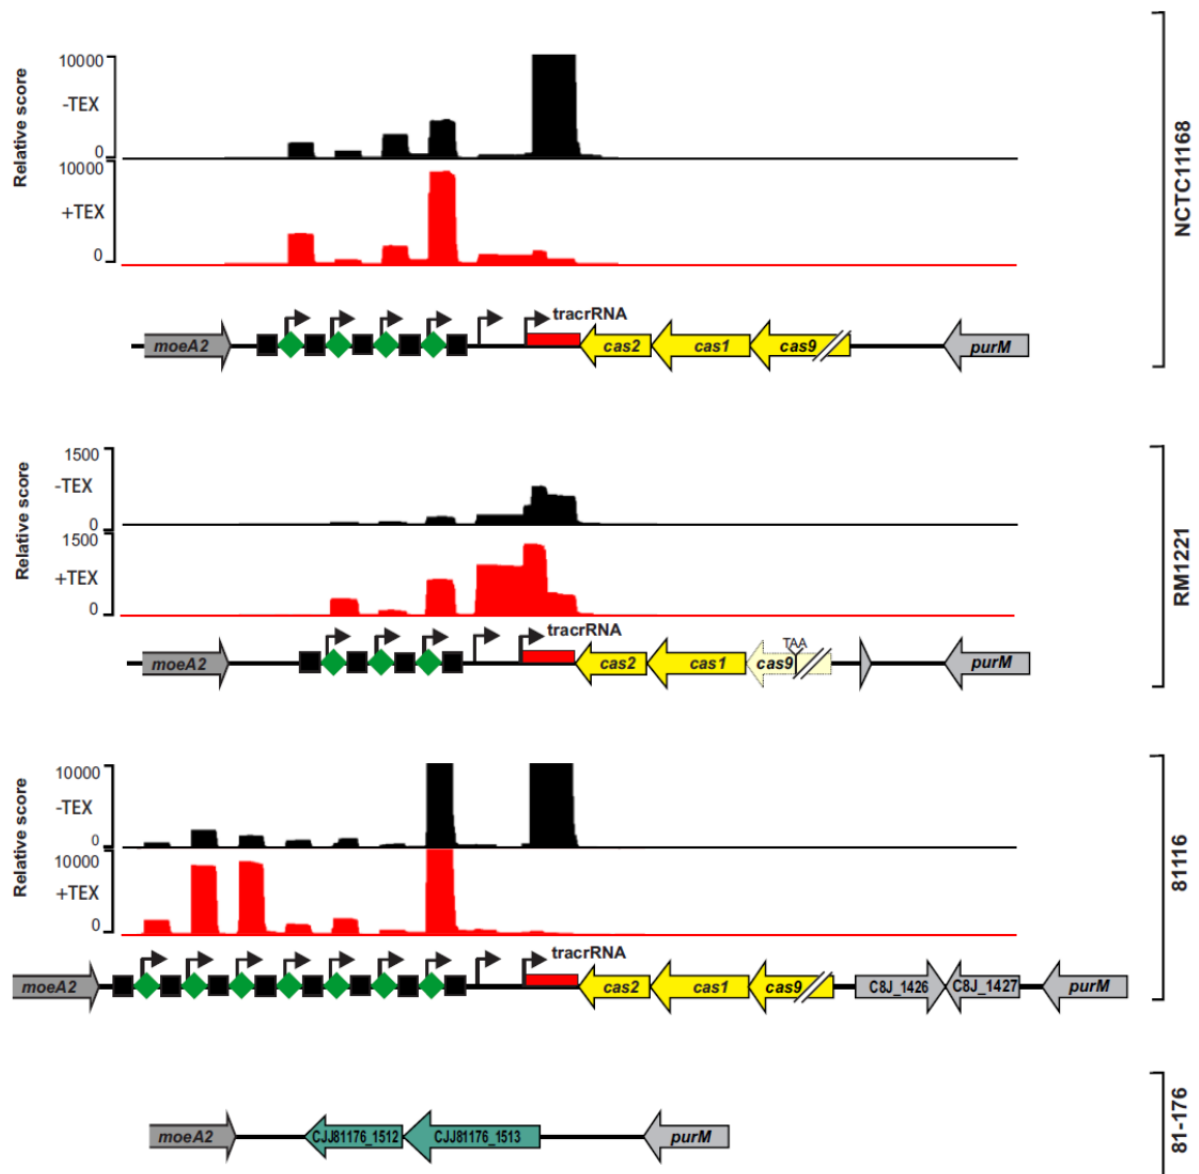 10000
-TEX
0
10000
+TEX
0
Relative score
NCTC11168
tracrRNA
moeA2
cas2
cas1
cas9
purM
1500
-TEX
0
1500
+TEX
0
Relative score
RM1221
tracrRNA
TAA
moeA2
cas2
cas1
cas9
purM
10000
-TEX
0
10000
+TEX
0
Relative score
81116
tracrRNA
moeA2
cas2
cas1
cas9
C8J_1426
C8J_1427
purM
moeA2
CJJ81176_1512
CJJ81176_1513
purM
81-176